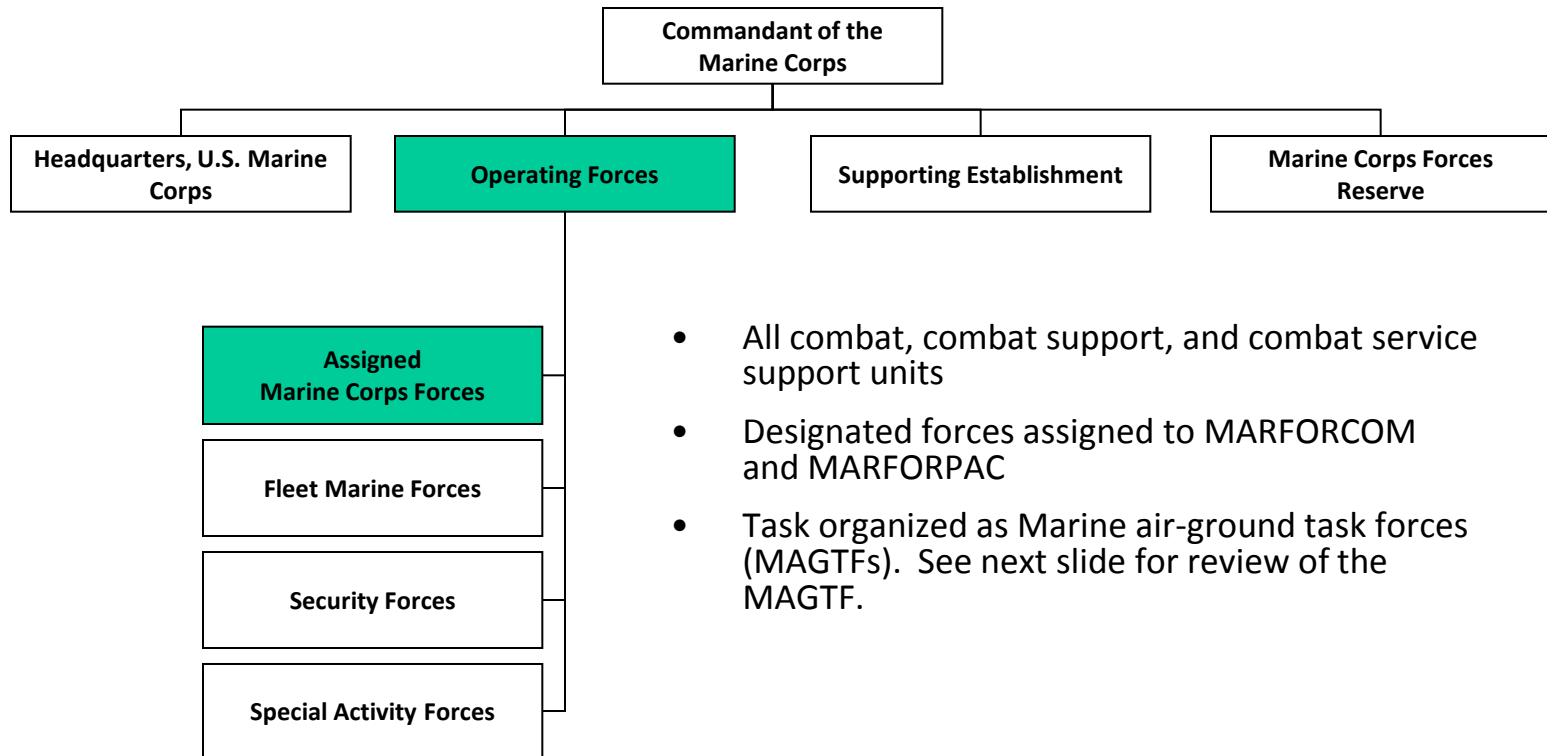 Commandant of the
Marine Corps
Headquarters, U.S. Marine
Corps
Operating Forces
Supporting Establishment
Marine Corps Forces
Reserve
Assigned
Marine Corps Forces
Fleet Marine Forces
Security Forces
Special Activity Forces
• All combat, combat support, and combat service
support units
• Designated forces assigned to MARFORCOM
and MARFORPAC
• Task organized as Marine air-ground task forces
(MAGTFs).  See next slide for review of the
MAGTF.